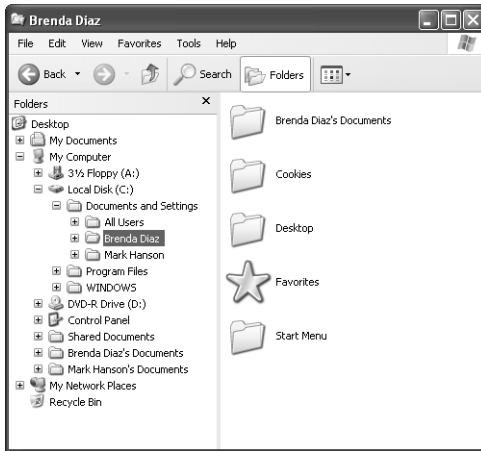 Brenda Diaz
File Edit View Favorites Tools Help
Back Search Folders
Folders
Desktop
My Documents
My Computer
3½ Floppy (A:)
Local Disk (C:)
Documents and Settings
All Users
Brenda Diaz
Mark Hanson
Program Files
WINDOWS
DVD-R Drive (D:)
Control Panel
Shared Documents
Brenda Diaz's Documents
Mark Hanson's Documents
My Network Places
Recycle Bin
Brenda Diaz's Documents
Cookies
Desktop
Favorites
Start Menu